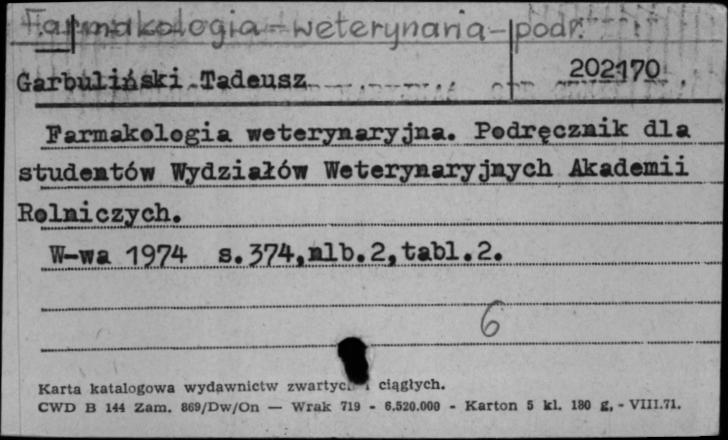 Farmakologia-weterynaria-podr.
Garbuliński Tadeusz 202170
Farmakologia weterynaryjna. Podręcznik dla
studentów Wydziałów Weterynaryjnych Akademii
Rolniczych.
W-wa 1974 s.374,nlb.2,tabl.2.
6
Karta katalogowa wydawnictw zwartych i ciągłych.
CWD B 144 Zam. 869/Dw/On — Wrak 719 - 6.520.000 - Karton 5 kl. 180 g, - VIII.71.